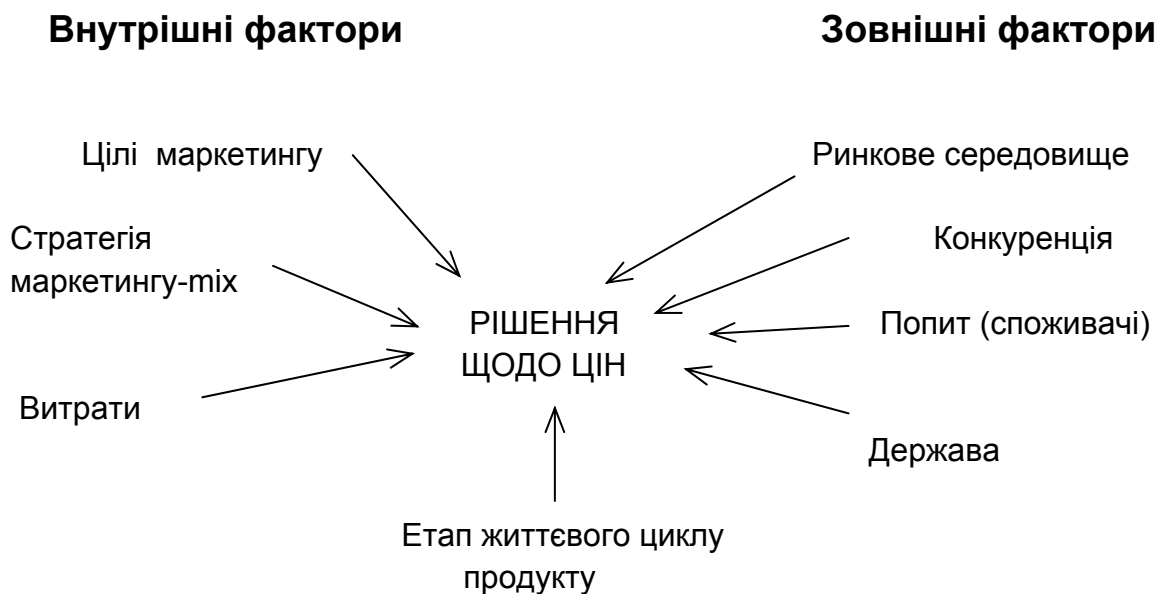 Внутрішні фактори
Зовнішні фактори
Цілі маркетингу
Стратегія
маркетингу-mix
Витрати
РІШЕННЯ
ЩОДО ЦІН
Ринкове середовище
Конкуренція
Попит (споживачі)
Держава
Етап життєвого циклу
продукту